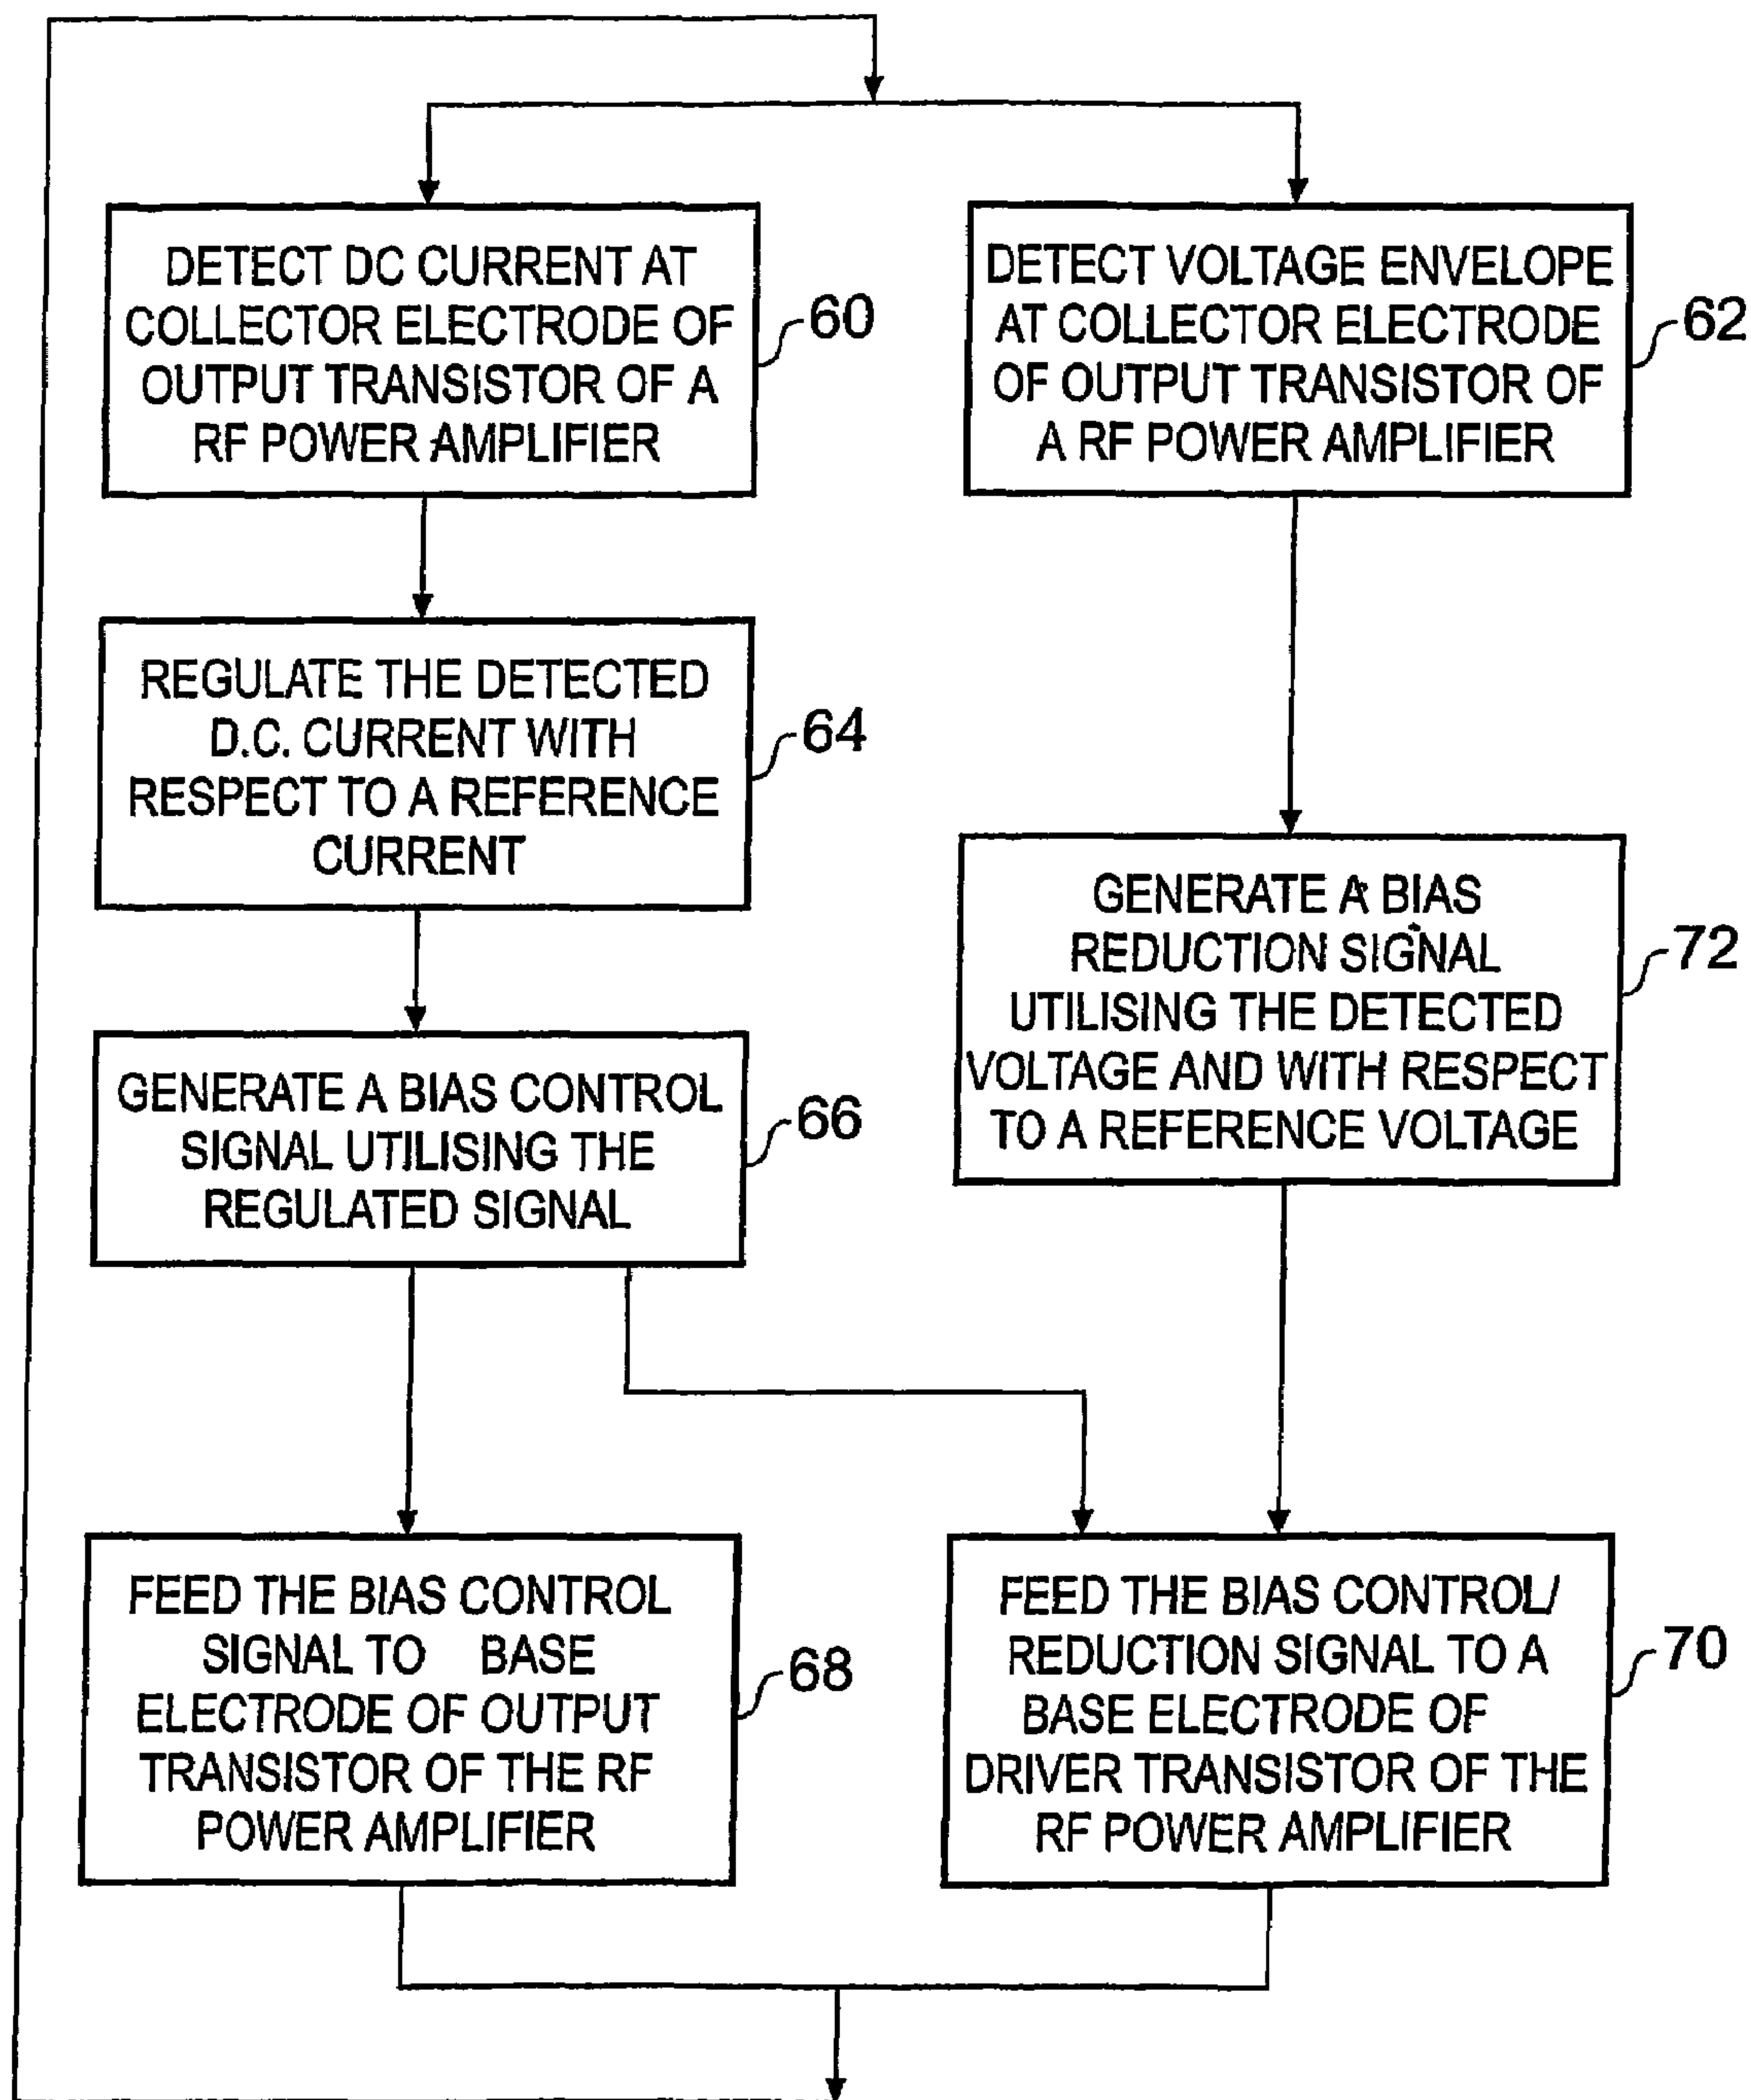 DETECT DC CURRENT AT
COLLECTOR ELECTRODE OF
OUTPUT TRANSISTOR OF A
RF POWER AMPLIFIER
60
DETECT VOLTAGE ENVELOPE
AT COLLECTOR ELECTRODE
OF OUTPUT TRANSISTOR OF
A RF POWER AMPLIFIER
62
REGULATE THE DETECTED
D.C. CURRENT WITH
RESPECT TO A REFERENCE
CURRENT
64
GENERATE A BIAS
REDUCTION SIGNAL
UTILISING THE DETECTED
VOLTAGE AND WITH RESPECT
TO A REFERENCE VOLTAGE
72
GENERATE A BIAS CONTROL
SIGNAL UTILISING THE
REGULATED SIGNAL
66
FEED THE BIAS CONTROL
SIGNAL TO BASE
ELECTRODE OF OUTPUT
TRANSISTOR OF THE RF
POWER AMPLIFIER
68
FEED THE BIAS CONTROL/
REDUCTION SIGNAL TO A
BASE ELECTRODE OF
DRIVER TRANSISTOR OF THE
RF POWER AMPLIFIER
70